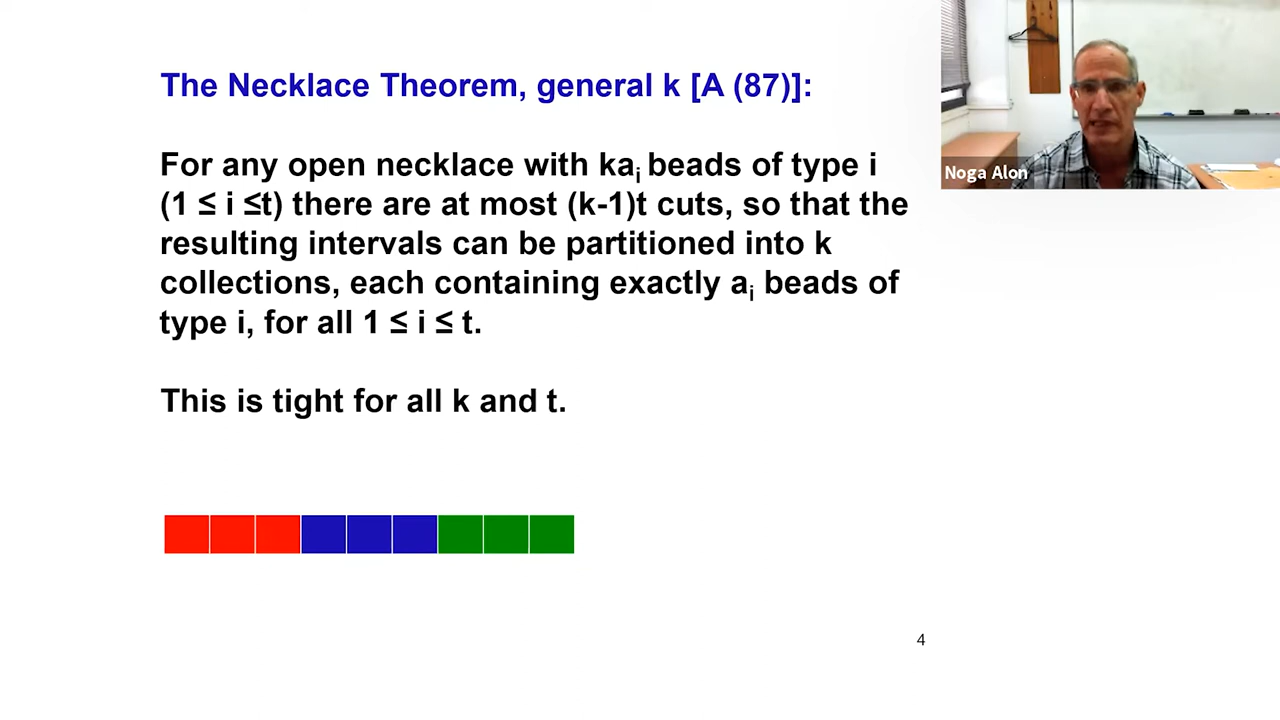 The Necklace Theorem, general k [A (87)]:
For any open necklace with kaᵢ beads of type i
(1 ≤ i ≤t) there are at most (k-1)t cuts, so that the
resulting intervals can be partitioned into k
collections, each containing exactly aᵢ beads of
type i, for all 1 ≤ i ≤ t.
This is tight for all k and t.
Noga Alon
4